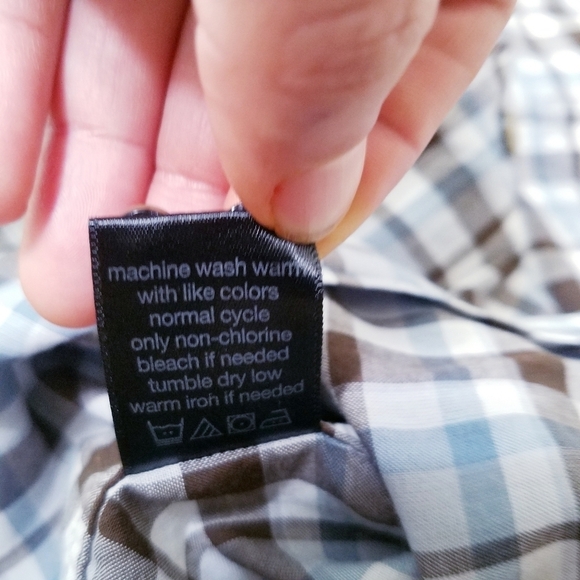 machine wash warm
with like colors
normal cycle
only non-chlorine
bleach if needed
tumble dry low
warm iron if needed